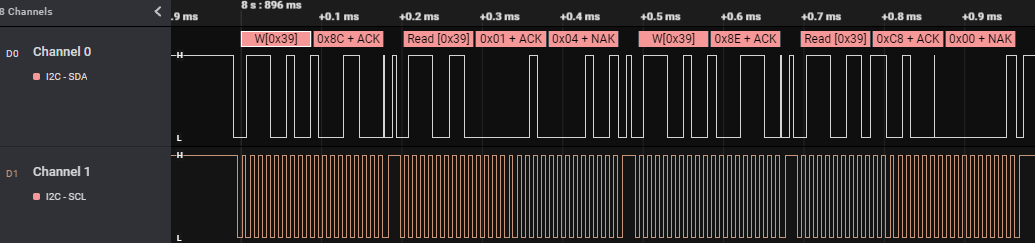 8 Channels
8 s : 896 ms
.9 ms +0.1 ms +0.2 ms +0.3 ms +0.4 ms +0.5 ms +0.6 ms +0.7 ms +0.8 ms +0.9 ms
W[0x39] 0x8C + ACK Read [0x39] 0x01 + ACK 0x04 + NAK W[0x39] 0x8E + ACK Read [0x39] 0xC8 + ACK 0x00 + NAK
D0 Channel 0 H
I2C - SDA
L
D1 Channel 1 H
I2C - SCL
L